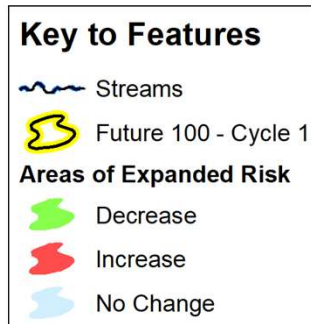 Key to Features
Streams
Future 100 - Cycle 1
Areas of Expanded Risk
Decrease
Increase
No Change